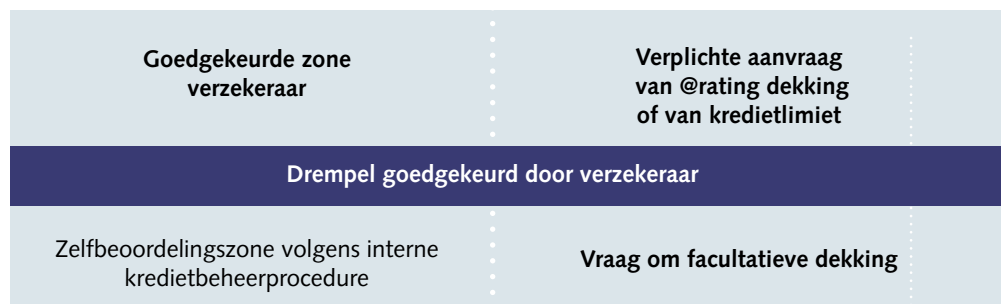 Goedgekeurde zone
verzekeraar
Verplichte aanvraag
van @rating dekking
of van kredietlimiet
Drempel goedgekeurd door verzekeraar
Zelfbeoordelingszone volgens interne
kredietbeheerprocedure
Vraag om facultatieve dekking